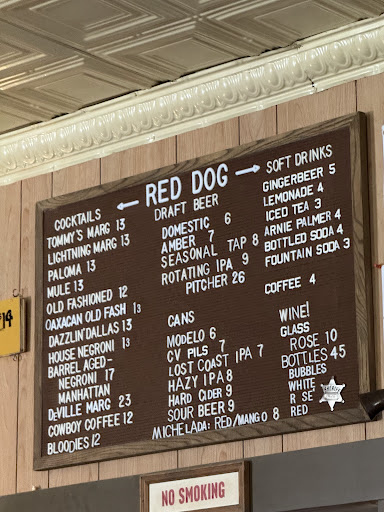 ← RED DOG →
COCKTAILS
TOMMY'S MARG 13
LIGHTNING MARG 13
PALOMA 13
MULE 13
OLD FASHIONED 12
OAXACAN OLD FASH 13
DAZZLIN' DALLAS 13
HOUSE NEGRONI 13
BARREL AGED-
NEGRONI 17
MANHATTAN
DEVILLE MARG 23
COWBOY COFFEE 12
BLOODIES 12
DRAFT BEER
DOMESTIC 6
AMBER 7
SEASONAL TAP 8
ROTATING IPA 9
PITCHER 26
CANS
MODELO 6
CV PILS 7
LOST COAST IPA 7
HAZY IPA 8
HARD CIDER 9
SOUR BEER 9
MICHELADA: RED/MANGO 8
SOFT DRINKS
GINGERBEER 5
LEMONADE 4
ICED TEA 3
ARNIE PALMER 4
BOTTLED SODA 4
FOUNTAIN SODA 3
COFFEE 4
WINE!
GLASS
ROSE 10
BOTTLES 45
BUBBLES
WHITE
R SE
RED
NO SMOKING